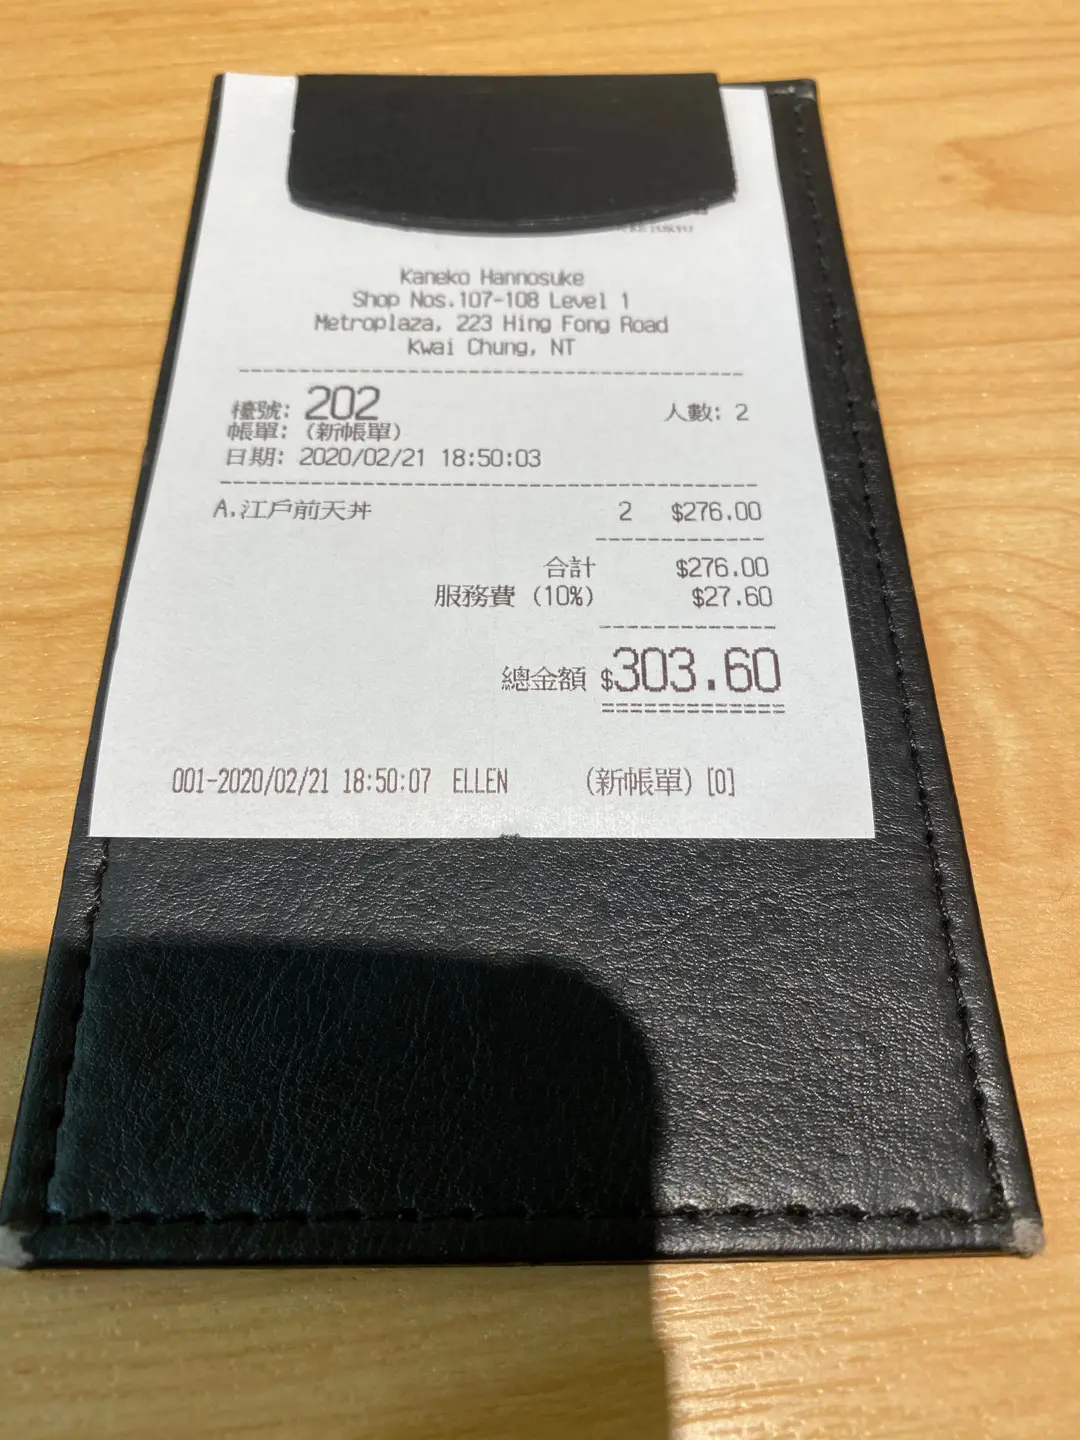 Kaneko Hannosuke
Shop Nos.107-108 Level 1
Metroplaza, 223 Hing Fong Road
Kwai Chung, NT
檯號: 202 人數: 2
帳單: (新帳單)
日期: 2020/02/21 18:50:03
A.江戶前天丼 2 $276.00
合計 $276.00
服務費 (10%) $27.60
總金額 $303.60
001-2020/02/21 18:50:07 ELLEN (新帳單) [0]